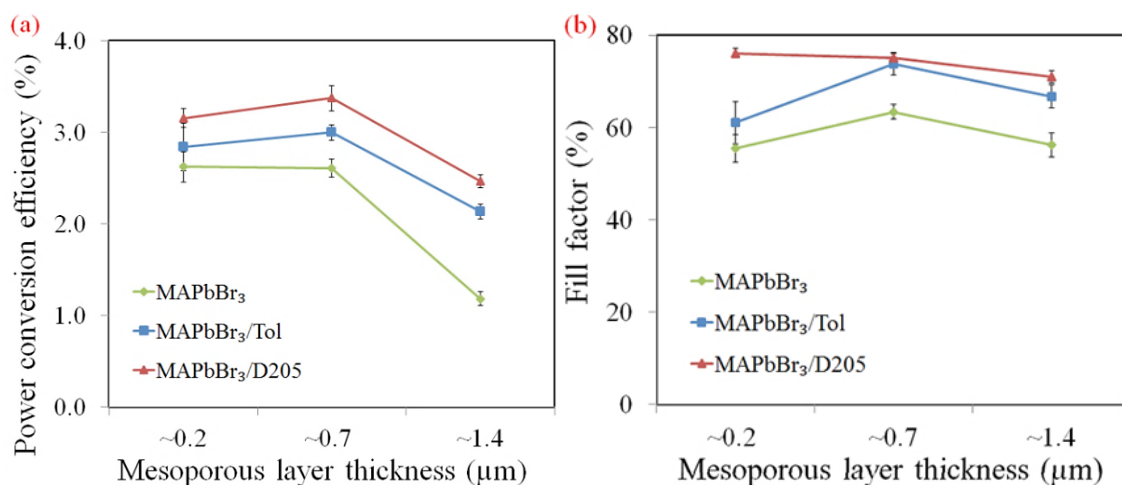 (a)
Power conversion efficiency (%)
4.0
3.0
2.0
1.0
0.0
MAPbBr₃
MAPbBr₃/Tol
MAPbBr₃/D205
~0.2
~0.7
~1.4
Mesoporous layer thickness (µm)
(b)
Fill factor (%)
80
60
40
20
0
MAPbBr₃
MAPbBr₃/Tol
MAPbBr₃/D205
~0.2
~0.7
~1.4
Mesoporous layer thickness (µm)